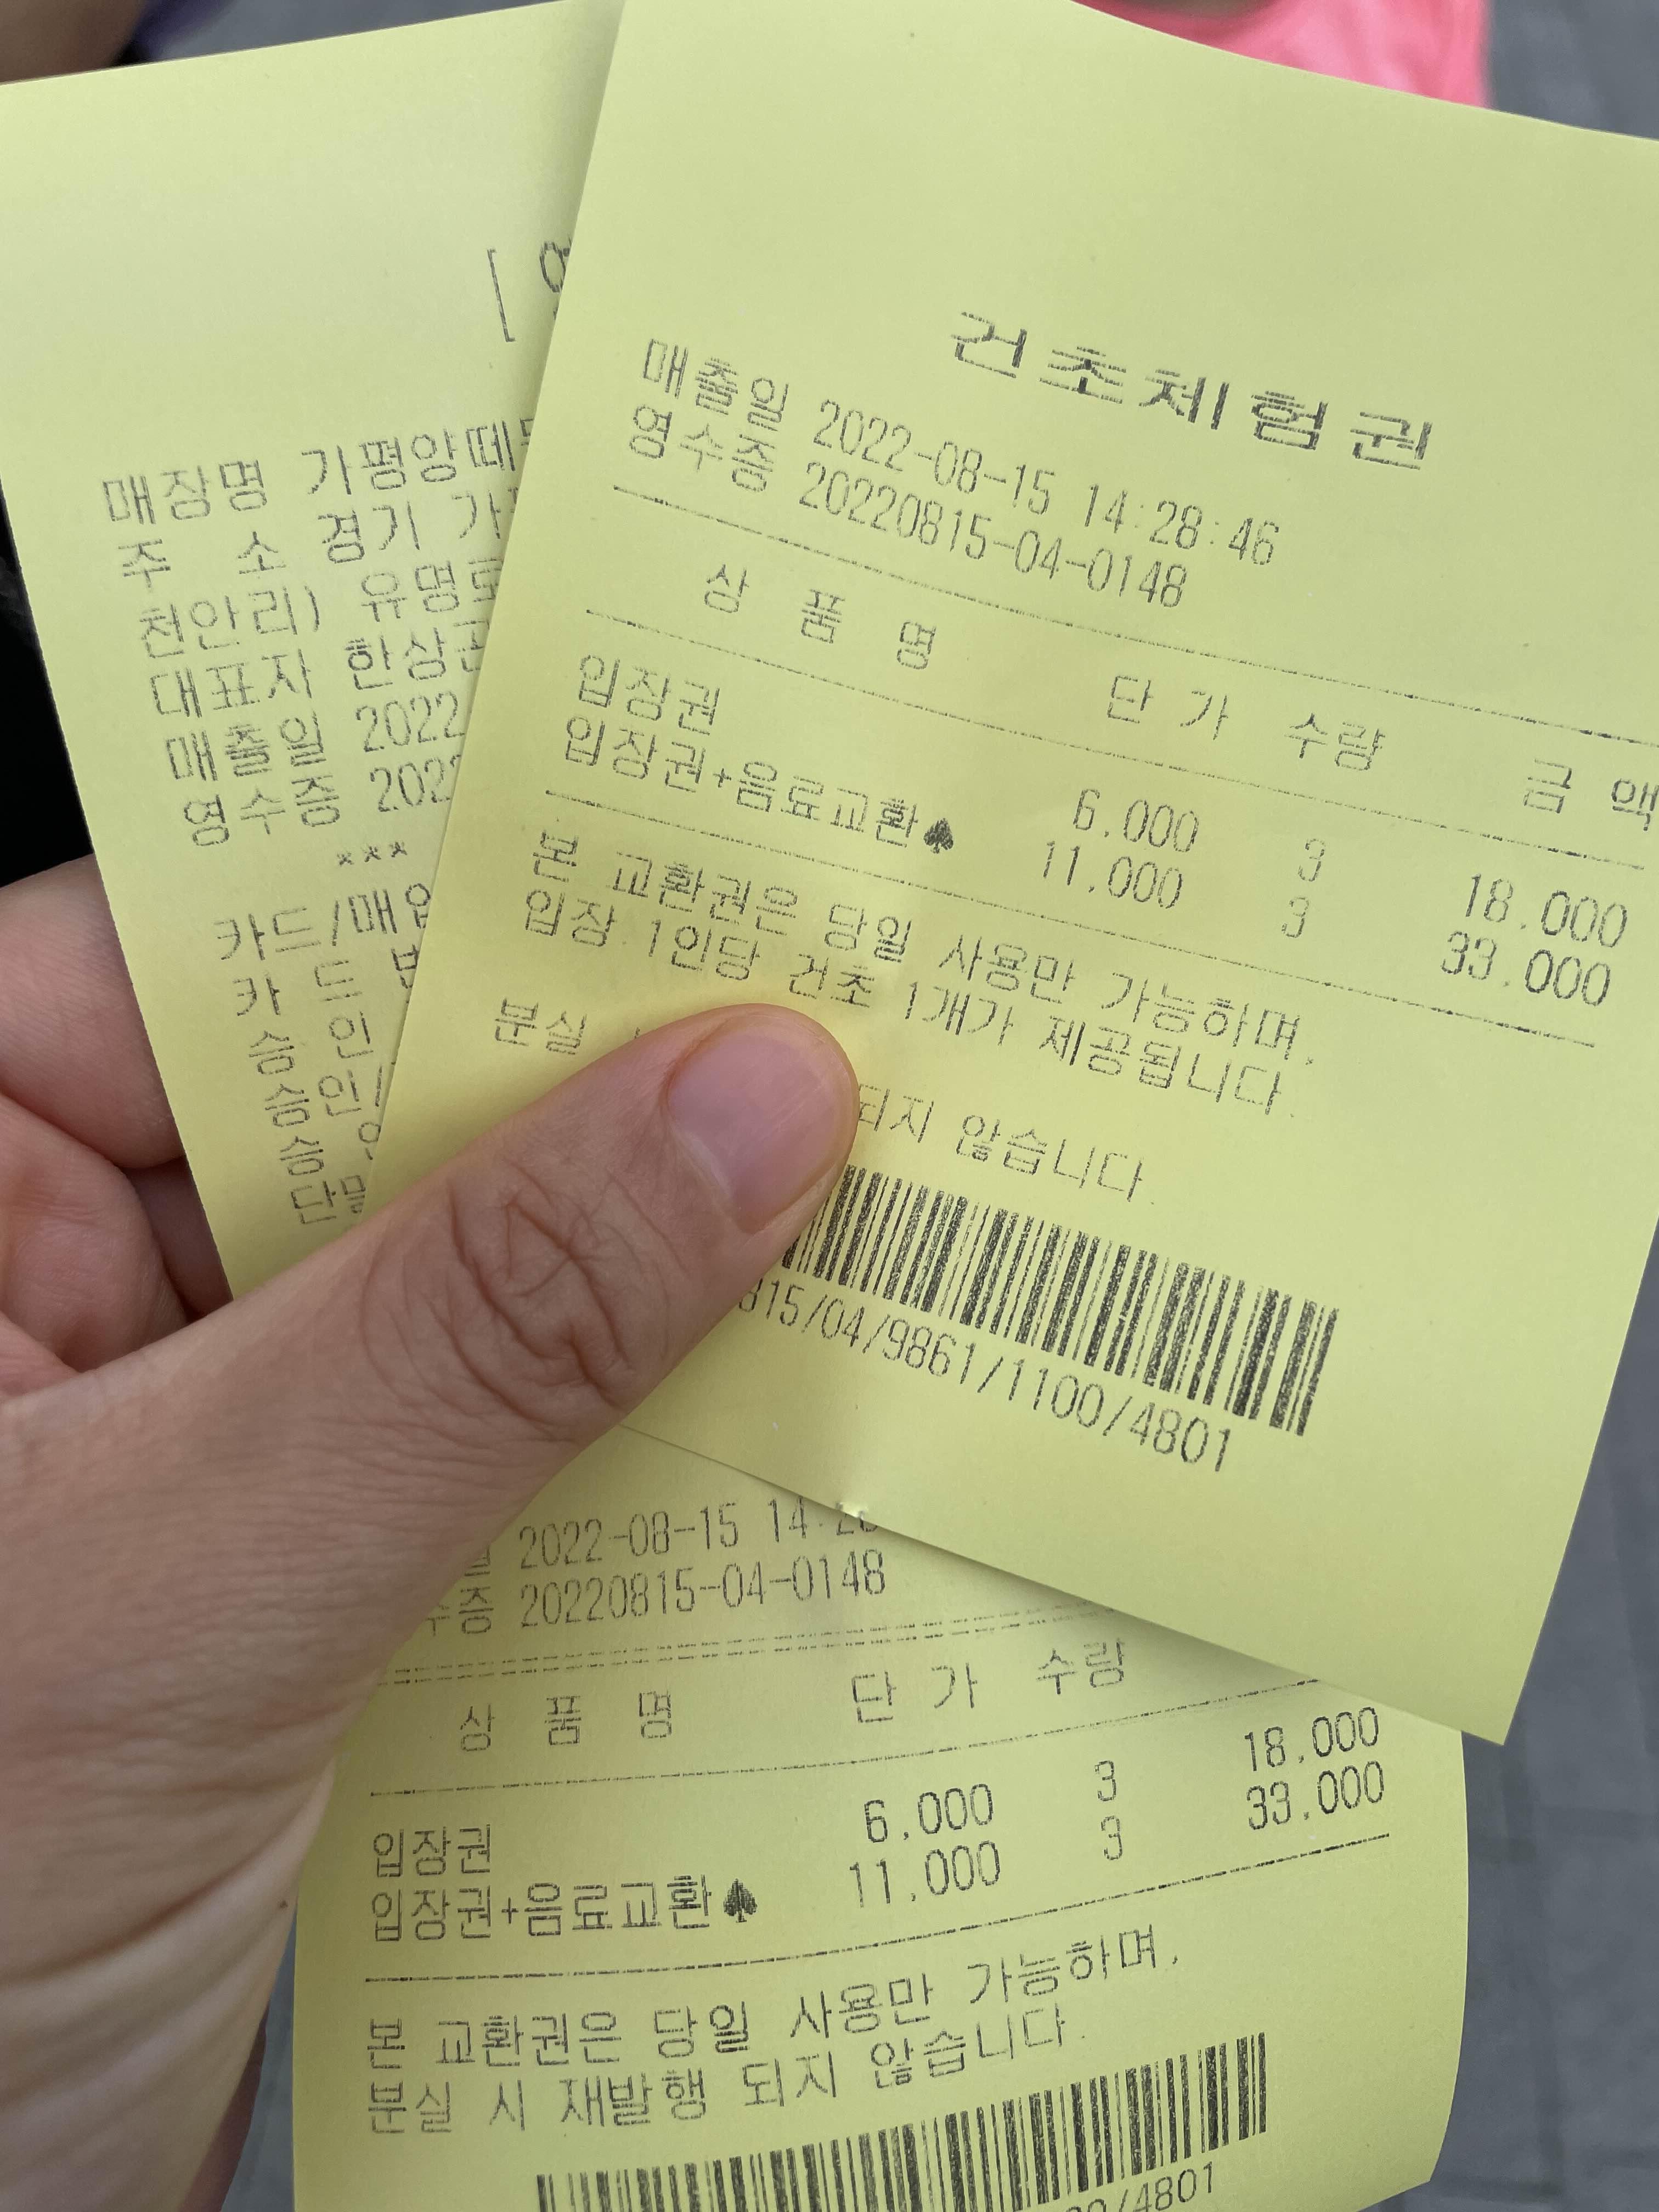 건초체험권
매출일 2022-08-15 14:28:46
영수증 20220815-04-0148
상 품 명 단 가 수량 금 액
입장권 6.000 3 18.000
입장권+음료교환♠ 11.000 3 33.000
본 교환권은 당일 사용만 가능하며,
입장 1인당 건초 1개가 제공됩니다.
분실 되지 않습니다.
815/04/9861/1100/4801
[
매장명 가평양떼
주 소 경기
천안리) 유명로
대표자 한상
매출일 2022
영수증 202
***
카드/매입
카드
승인
승인/
승
단말
2022-08-15 14:28
수증 20220815-04-0148
상 품 명 단 가 수량
입장권 6.000 3 18.000
입장권+음료교환♠ 11.000 3 33.000
본 교환권은 당일 사용만 가능하며,
분실 시 재발행 되지 않습니다.
/4801